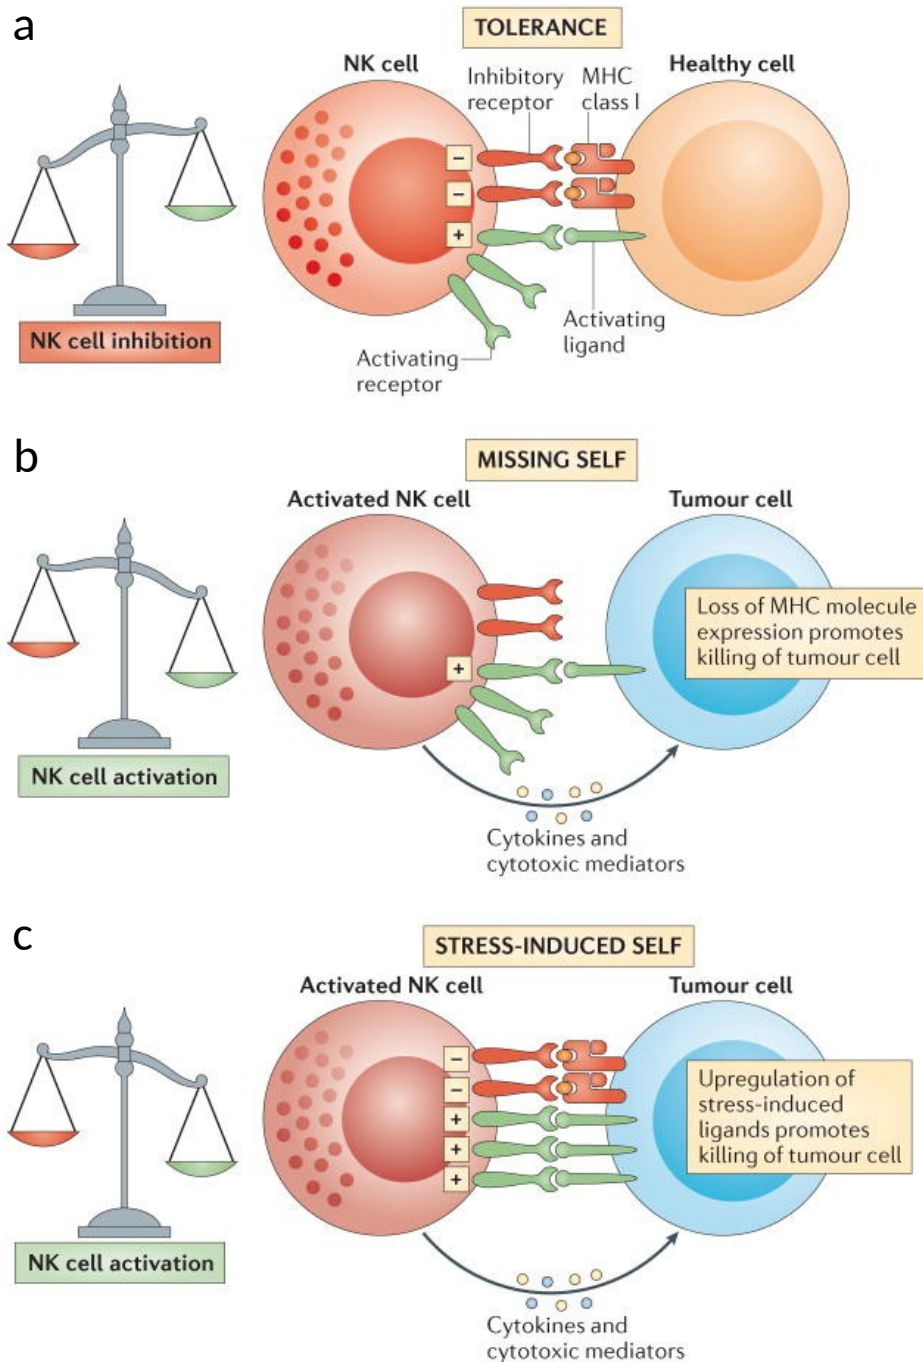 a
TOLERANCE
NK cell
Inhibitory
receptor
MHC
class I
Healthy cell
–
–
+
NK cell inhibition
Activating
receptor
Activating
ligand
b
MISSING SELF
Activated NK cell
Tumour cell
Loss of MHC molecule
expression promotes
killing of tumour cell
+
NK cell activation
Cytokines and
cytotoxic mediators
c
STRESS-INDUCED SELF
Activated NK cell
Tumour cell
–
–
+
+
+
Upregulation of
stress-induced
ligands promotes
killing of tumour cell
NK cell activation
Cytokines and
cytotoxic mediators